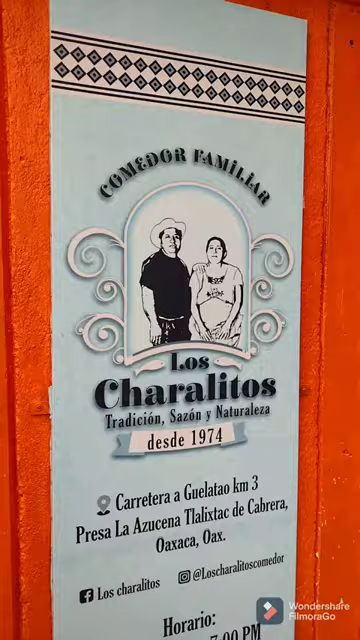 COMEDOR FAMILIAR
Los
Charalitos
Tradición, Sazón y Naturaleza
desde 1974
Carretera a Guelatao km 3
Presa La Azucena Tlalixtac de Cabrera,
Oaxaca, Oax.
Los charalitos @Loscharalitoscomedor
Horario:
7:00 PM
Wondershare
FilmoraGo